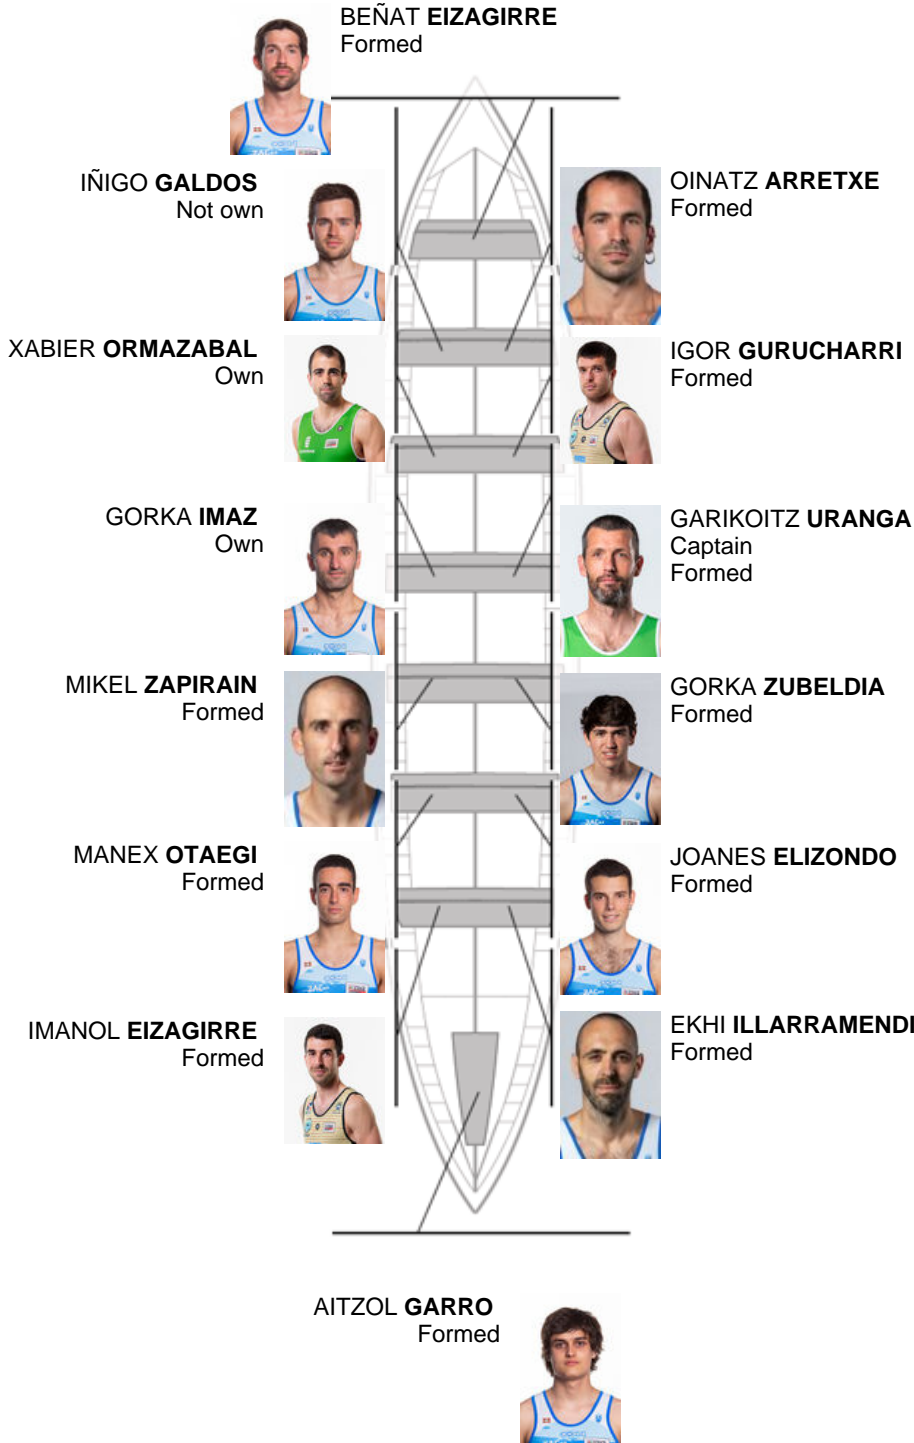 BEÑAT EIZAGIRRE
Formed
IÑIGO GALDOS
Not own
OINATZ ARRETXE
Formed
XABIER ORMAZABAL
Own
IGOR GURUCHARRI
Formed
GORKA IMAZ
Own
GARIKOITZ URANGA
Captain
Formed
MIKEL ZAPIRAIN
Formed
GORKA ZUBELDIA
Formed
MANEX OTAEGI
Formed
JOANES ELIZONDO
Formed
IMANOL EIZAGIRRE
Formed
EKHI ILLARRAMENDI
Formed
AITZOL GARRO
Formed